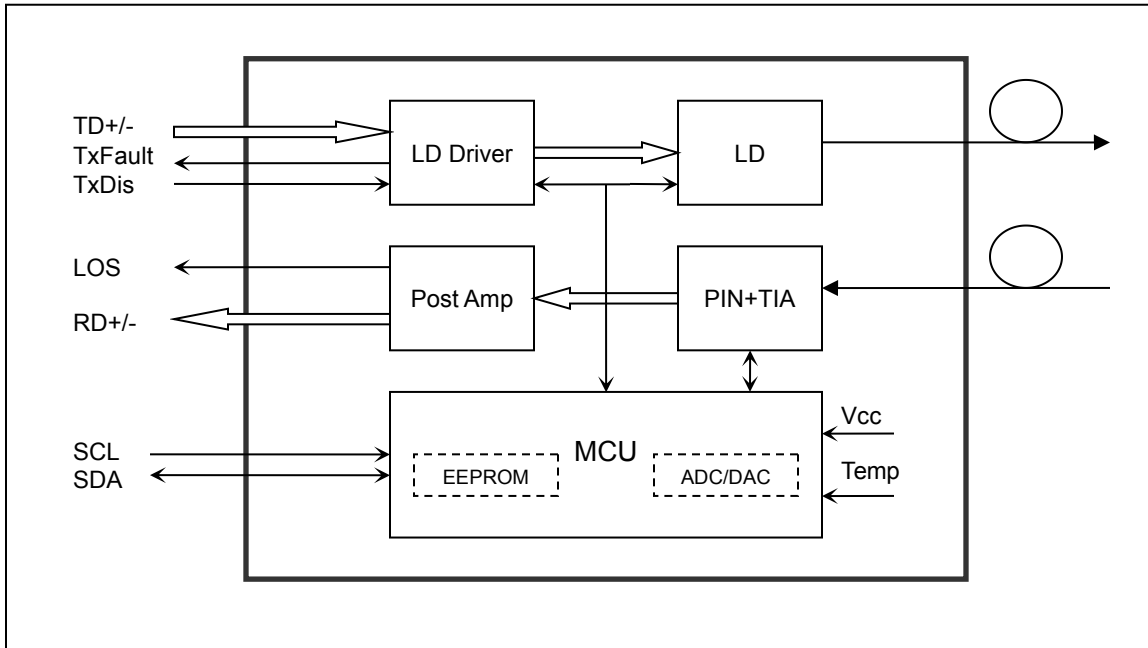 TD+/-
TxFault
TxDis
LD Driver
LD
LOS
RD+/-
Post Amp
PIN+TIA
SCL
SDA
MCU
EEPROM
ADC/DAC
Vcc
Temp